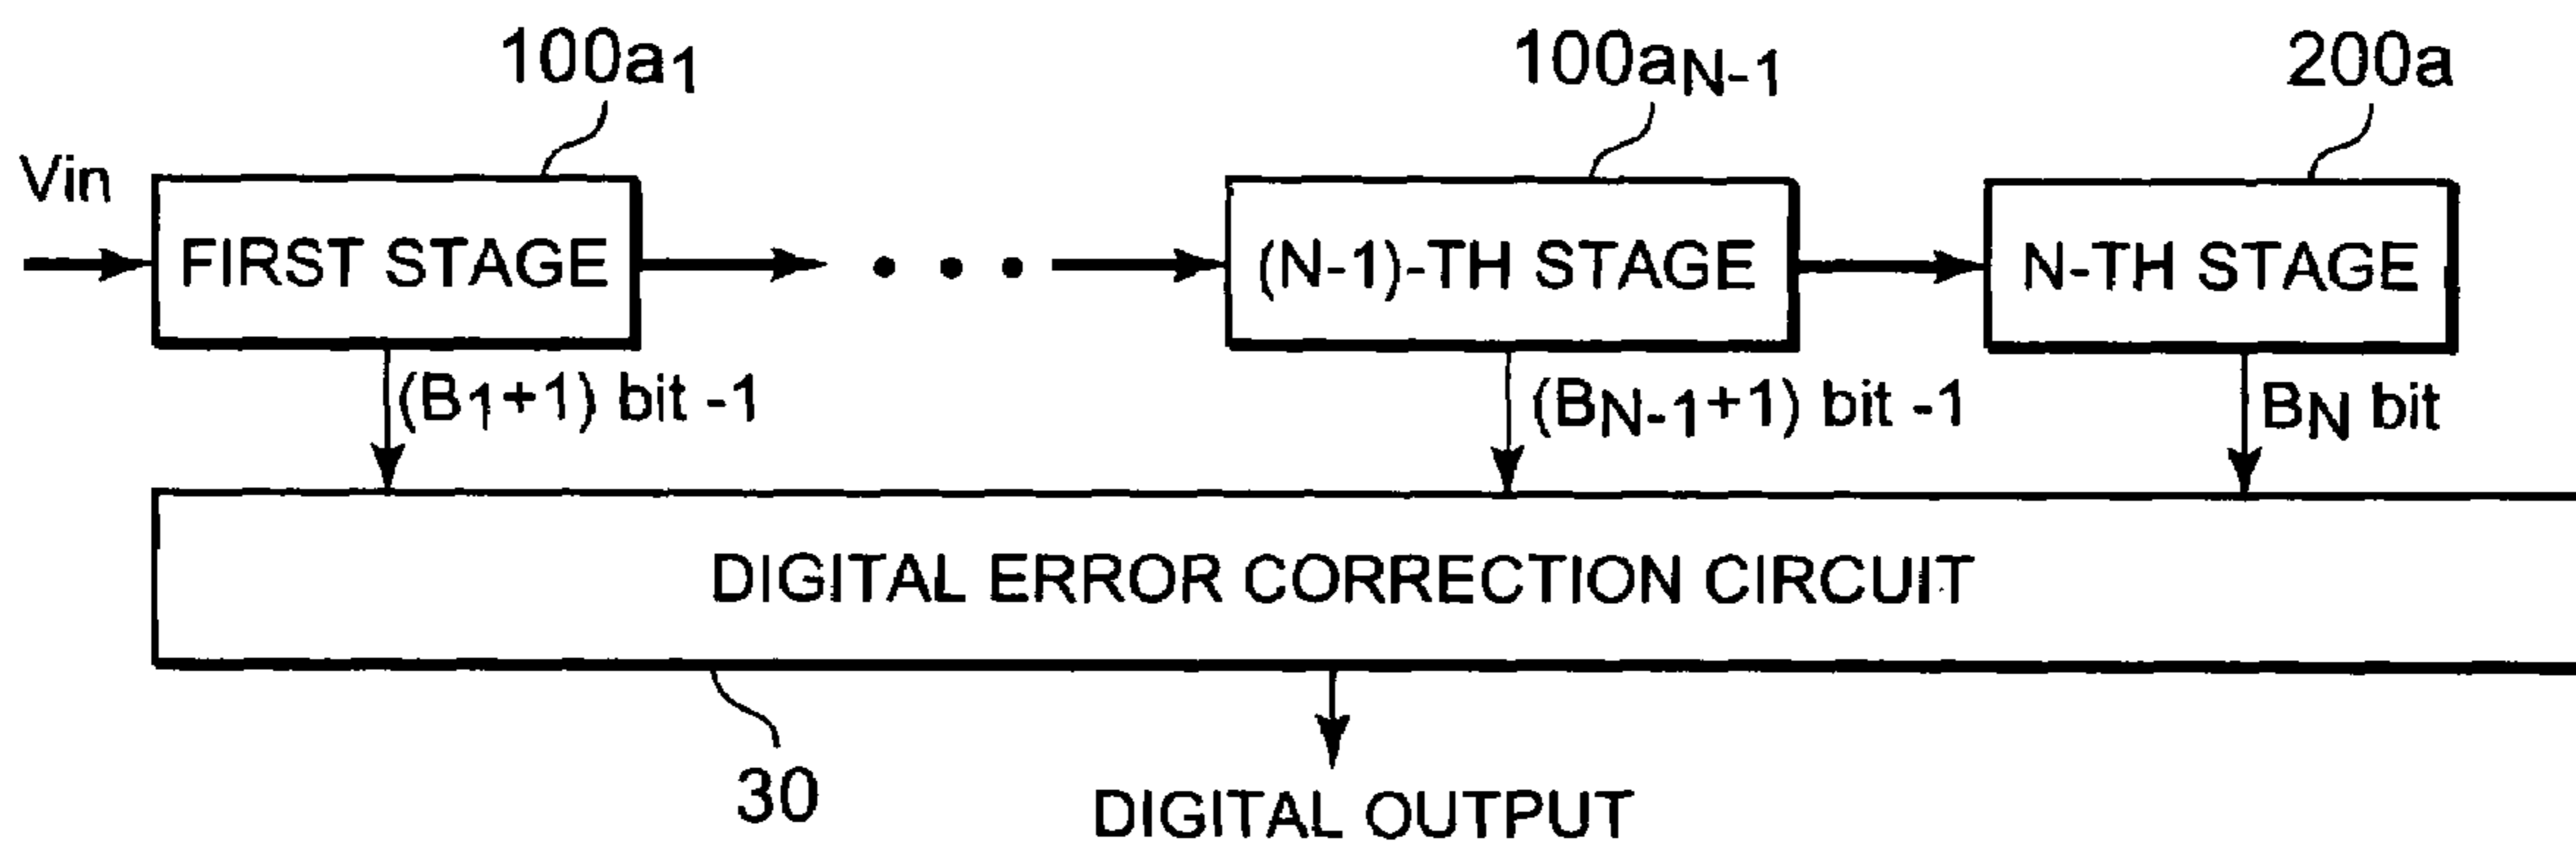 100a1
100aN-1
200a
Vin
FIRST STAGE
(N-1)-TH STAGE
N-TH STAGE
(B1+1) bit -1
(BN-1+1) bit -1
BN bit
DIGITAL ERROR CORRECTION CIRCUIT
30
DIGITAL OUTPUT